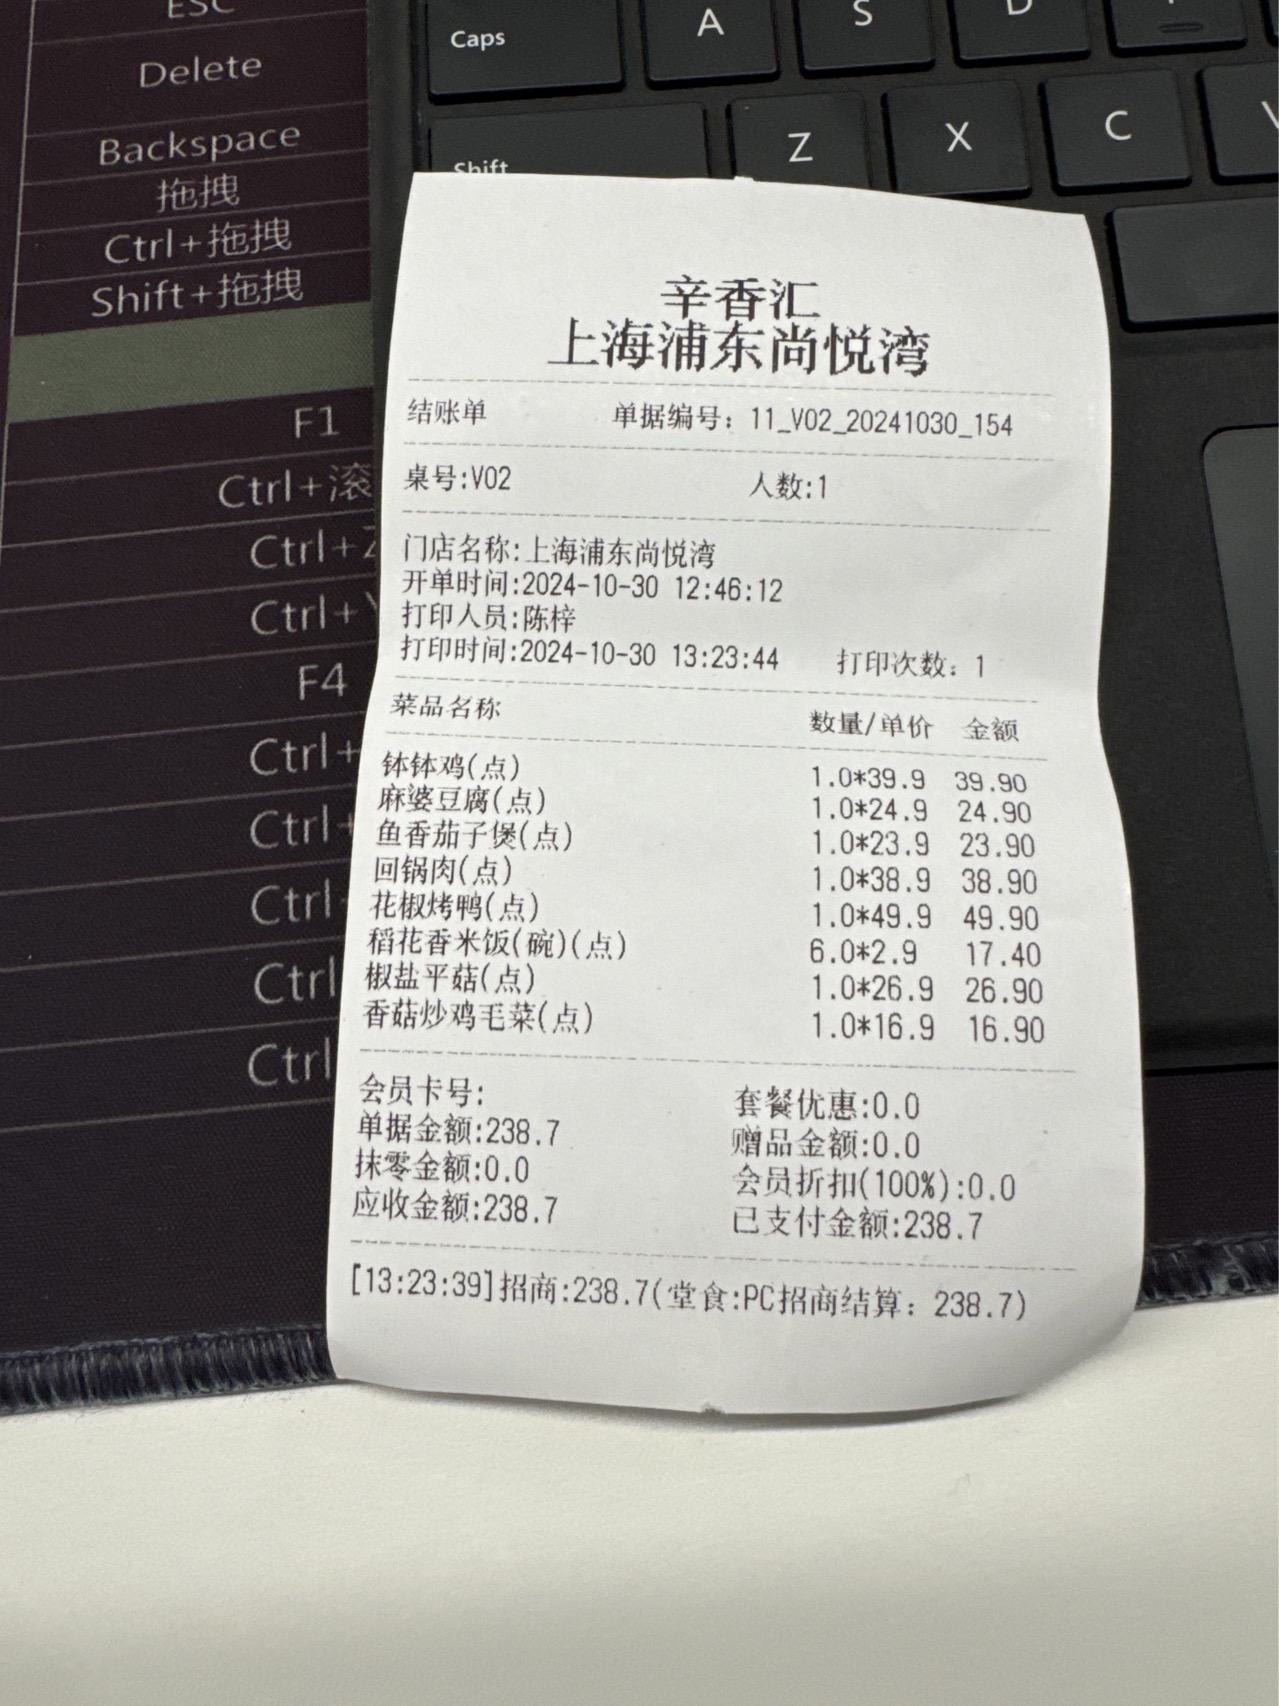 ESC
Delete
Backspace
拖拽
Ctrl+拖拽
Shift+拖拽
F1
Ctrl+滚
Ctrl+Z
Ctrl+Y
F4
Ctrl+
Ctrl+
Ctrl
Ctrl
Ctrl
Caps A S D
Shift Z X C V
辛香汇
上海浦东尚悦湾
结账单 单据编号: 11_V02_20241030_154
桌号:V02 人数:1
门店名称:上海浦东尚悦湾
开单时间:2024-10-30 12:46:12
打印人员:陈梓
打印时间:2024-10-30 13:23:44 打印次数: 1
菜品名称 数量/单价 金额
钵钵鸡(点) 1.0*39.9 39.90
麻婆豆腐(点) 1.0*24.9 24.90
鱼香茄子煲(点) 1.0*23.9 23.90
回锅肉(点) 1.0*38.9 38.90
花椒烤鸭(点) 1.0*49.9 49.90
稻花香米饭(碗)(点) 6.0*2.9 17.40
椒盐平菇(点) 1.0*26.9 26.90
香菇炒鸡毛菜(点) 1.0*16.9 16.90
会员卡号: 套餐优惠:0.0
单据金额:238.7 赠品金额:0.0
抹零金额:0.0 会员折扣(100%):0.0
应收金额:238.7 已支付金额:238.7
[13:23:39]招商:238.7(堂食:PC招商结算: 238.7)